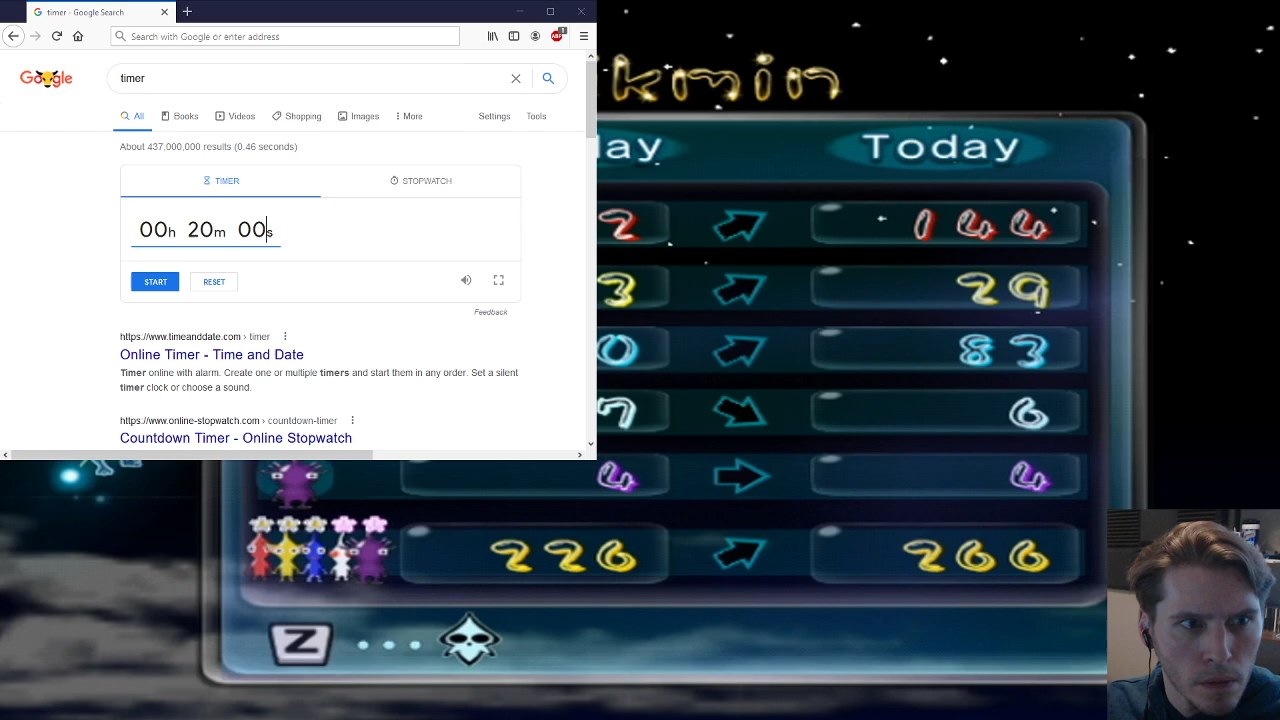 timer - Google Search
Search with Google or enter address
ABP 1
Google
timer
All Books Videos Shopping Images More Settings Tools
About 437,000,000 results (0.46 seconds)
TIMER STOPWATCH
00h 20m 00s
START RESET
Feedback
https://www.timeanddate.com › timer
Online Timer - Time and Date
Timer online with alarm. Create one or multiple timers and start them in any order. Set a silent
timer clock or choose a sound.
https://www.online-stopwatch.com › countdown-timer
Countdown Timer - Online Stopwatch
kmin
day Today
2 144
3 29
0 83
7 6
4 4
226 266
Z